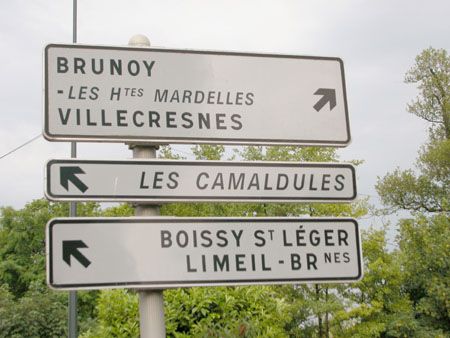 BRUNOY
-LES Htes MARDELLES
VILLECRESNES
LES CAMALDULES
BOISSY St LÉGER
LIMEIL-BRNES